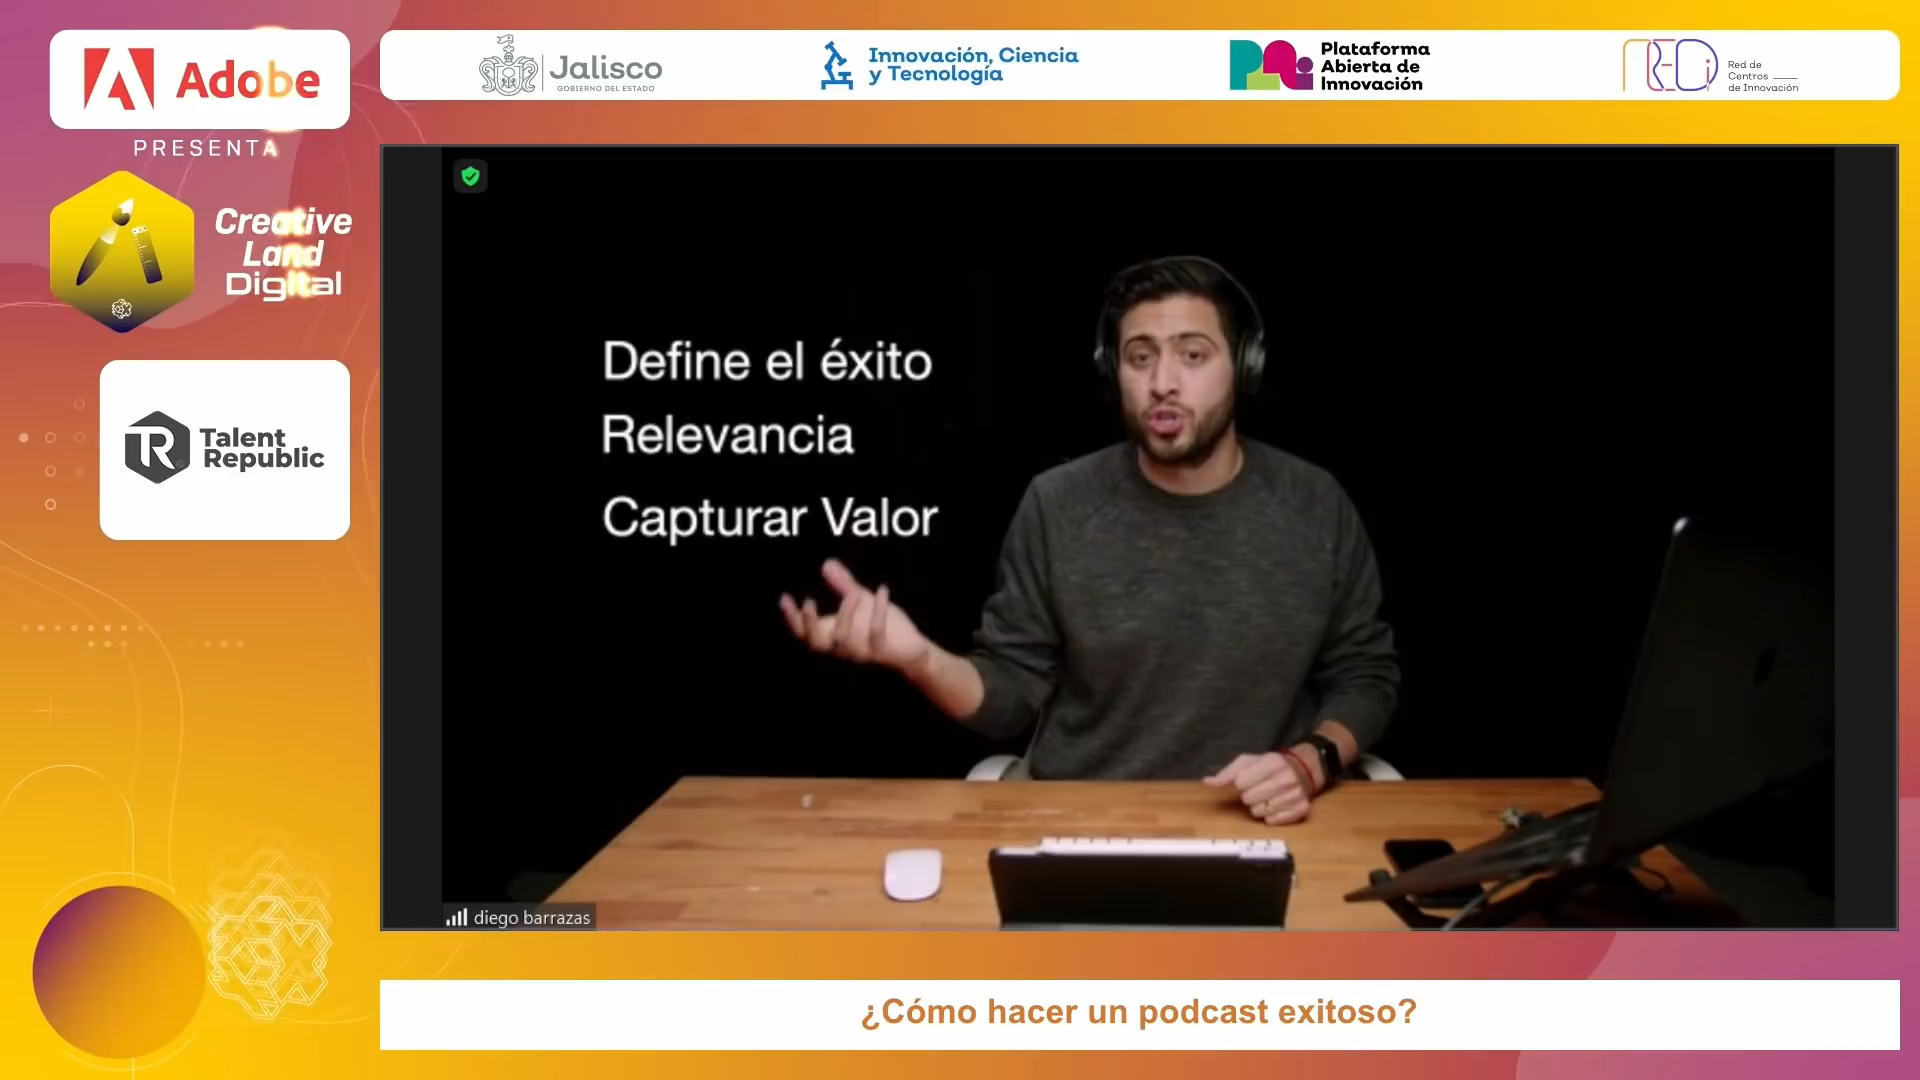 Adobe
PRESENTA
Creative
Land
Digital
Talent
Republic
Jalisco
GOBIERNO DEL ESTADO
Innovación, Ciencia
y Tecnología
Plataforma
Abierta de
Innovación
REDi
Red de
Centros
de Innovación
Define el éxito
Relevancia
Capturar Valor
diego barrazas
¿Cómo hacer un podcast exitoso?